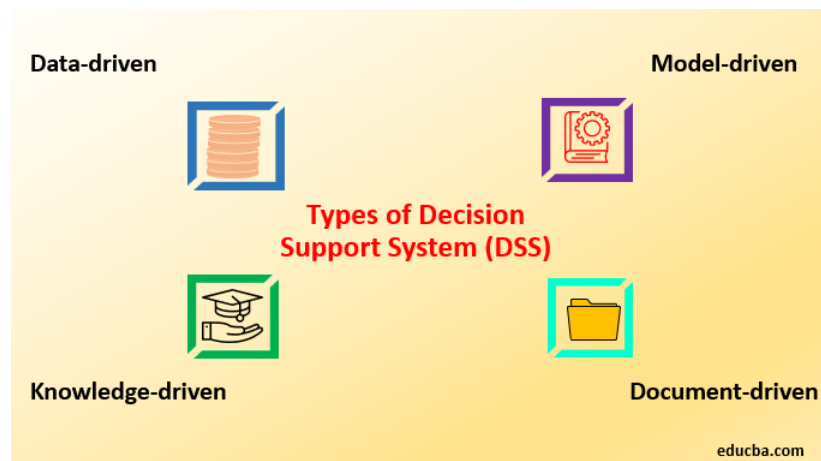 Data-driven
Model-driven
Types of Decision
Support System (DSS)
Knowledge-driven
Document-driven
educba.com